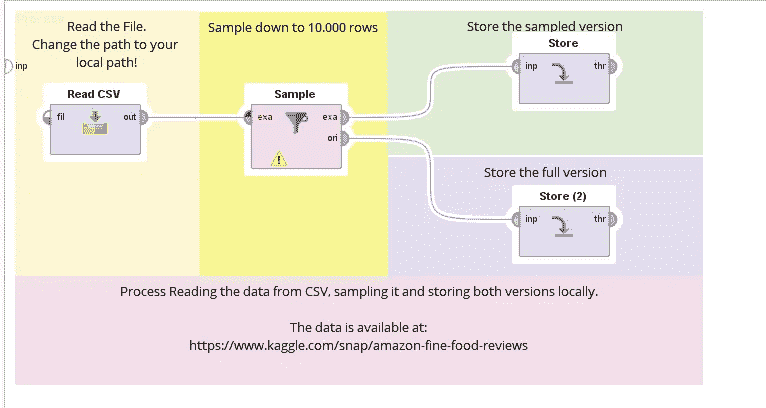 Process
Read the File.
Change the path to your
local path!
Sample down to 10.000 rows
Store the sampled version
inp
Read CSV
fil
out
Sample
exa
exa
ori
Store
inp
thr
Store the full version
Store (2)
inp
thr
Process Reading the data from CSV, sampling it and storing both versions locally.
The data is available at:
https://www.kaggle.com/snap/amazon-fine-food-reviews